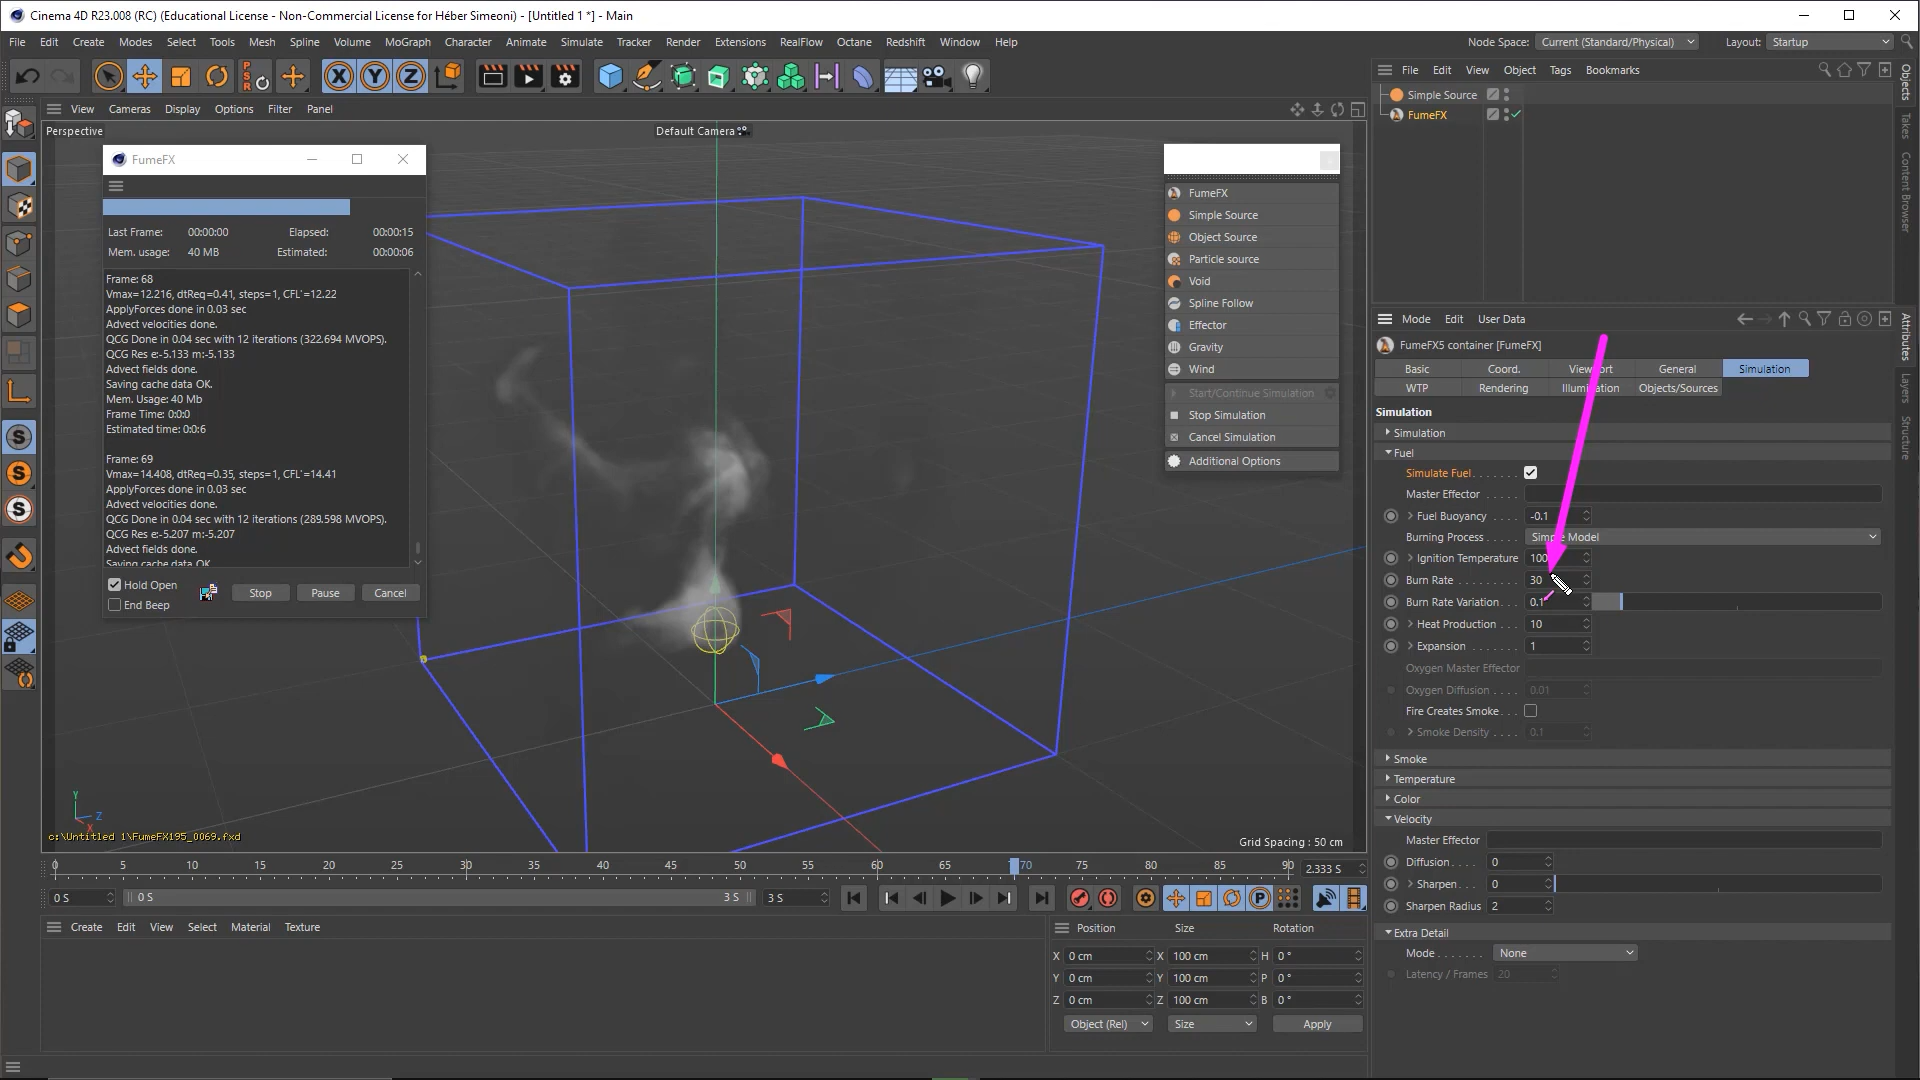 Cinema 4D R23.008 (RC) (Educational License - Non-Commercial License for Héber Simeoni) - [Untitled 1 *] - Main
File Edit Create Modes Select Tools Mesh Spline Volume MoGraph Character Animate Simulate Tracker Render Extensions RealFlow Octane Redshift Window Help
Node Space: Current (Standard/Physical) Layout: Startup
PSR
X Y Z
View Cameras Display Options Filter Panel
Perspective
Default Camera
FumeFX
Last Frame: 00:00:00 Elapsed: 00:00:15
Mem. usage: 40 MB Estimated: 00:00:06
Frame: 68
Vmax=12.216, dtReq=0.41, steps=1, CFL`=12.22
ApplyForces done in 0.03 sec
Advect velocities done.
QCG Done in 0.04 sec with 12 iterations (322.694 MVOPS).
QCG Res e:-5.133 m:-5.133
Advect fields done.
Saving cache data OK.
Mem. Usage: 40 Mb
Frame Time: 0:0:0
Estimated time: 0:0:6
Frame: 69
Vmax=14.408, dtReq=0.35, steps=1, CFL`=14.41
ApplyForces done in 0.03 sec
Advect velocities done.
QCG Done in 0.04 sec with 12 iterations (289.598 MVOPS).
QCG Res e:-5.207 m:-5.207
Advect fields done.
Saving cache data OK.
Hold Open
End Beep
Stop Pause Cancel
FumeFX
Simple Source
Object Source
Particle source
Void
Spline Follow
Effector
Gravity
Wind
Start/Continue Simulation
Stop Simulation
Cancel Simulation
Additional Options
Y
Z
X
c:\Untitled 1\FumeFX195_0069.fxd
Grid Spacing : 50 cm
0 5 10 15 20 25 30 35 40 45 50 55 60 65 70 75 80 85 90
2.333 S
0 S 0 S 3 S 3 S
Create Edit View Select Material Texture
Position Size Rotation
X 0 cm X 100 cm H 0 °
Y 0 cm Y 100 cm P 0 °
Z 0 cm Z 100 cm B 0 °
Object (Rel) Size Apply
File Edit View Object Tags Bookmarks
Simple Source
FumeFX
Objects
Takes
Content Browser
Mode Edit User Data
FumeFX5 container [FumeFX]
Basic Coord. General Simulation
WTP Rendering Objects/Sources
Simulation
Simulation
Fuel
Simulate Fuel
Master Effector
Fuel Buoyancy -0.1
Burning Process Model
Ignition Temperature
Burn Rate 30
Burn Rate Variation 0.1
Heat Production 10
Expansion 1
Oxygen Master Effector
Oxygen Diffusion 0.01
Fire Creates Smoke
Smoke Density 0.1
Smoke
Temperature
Color
Velocity
Master Effector
Diffusion 0
Sharpen 0
Sharpen Radius 2
Extra Detail
Mode None
Latency / Frames 20
Attributes
Layers
Structure